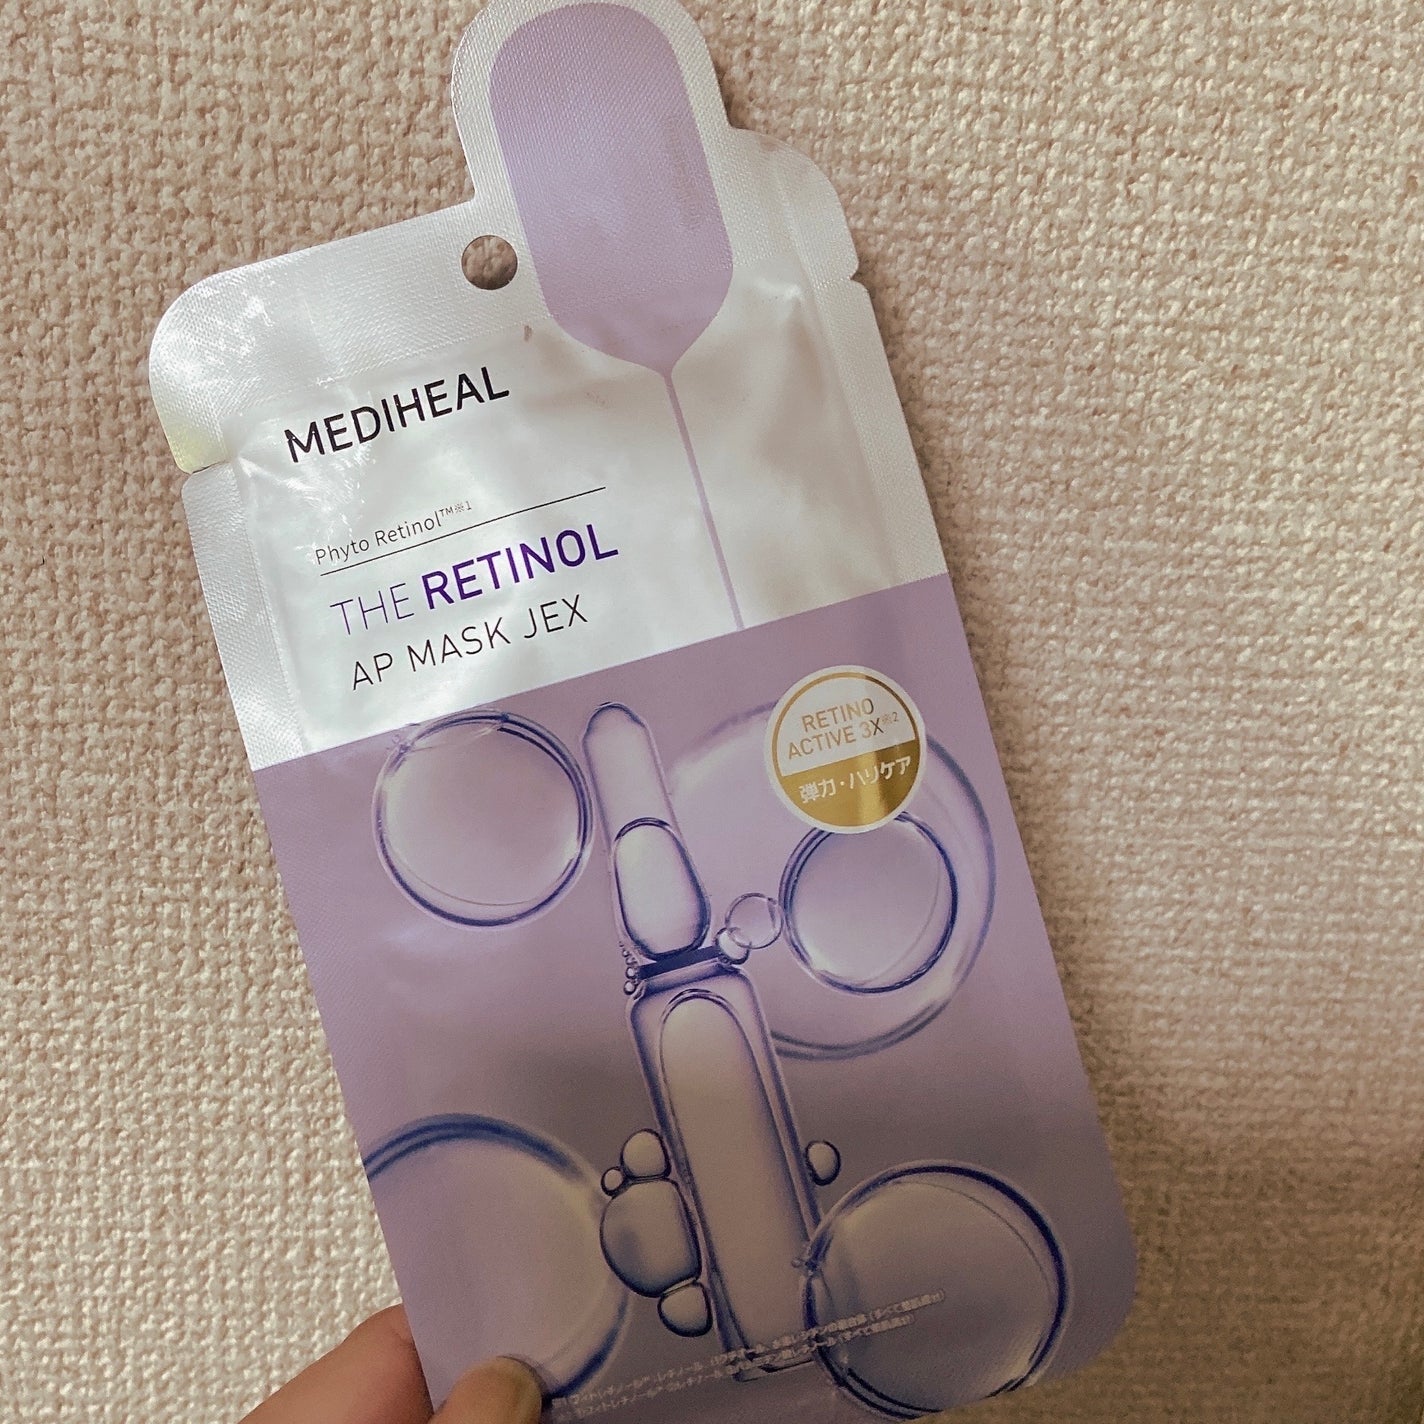 MEDIHEAL
Phyto Retinol™※1
THE RETINOL
AP MASK JEX
RETINO
ACTIVE 3X※2
弾力・ハリケア